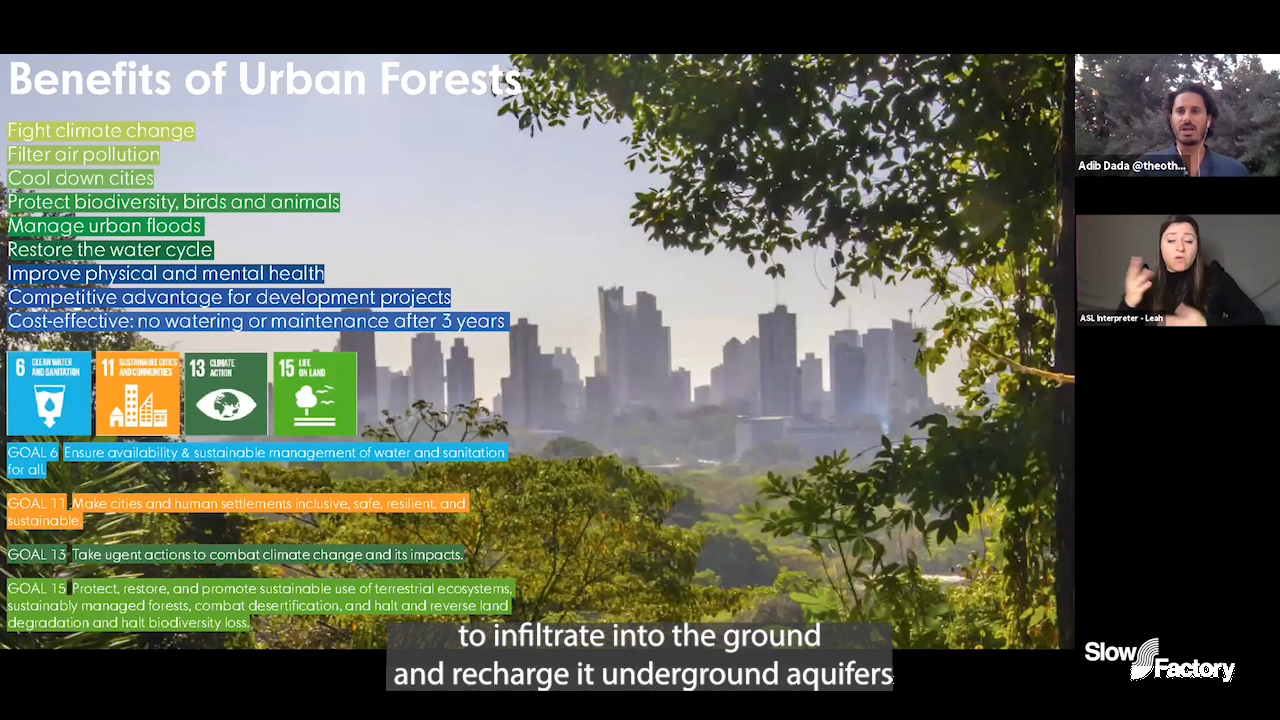 Benefits of Urban Forests
Fight climate change
Filter air pollution
Cool down cities
Protect biodiversity, birds and animals
Manage urban floods
Restore the water cycle
Improve physical and mental health
Competitive advantage for development projects
Cost-effective: no watering or maintenance after 3 years
6 CLEAN WATER
AND SANITATION
11 SUSTAINABLE CITIES
AND COMMUNITIES
13 CLIMATE
ACTION
15 LIFE
ON LAND
GOAL 6 Ensure availability & sustainable management of water and sanitation
for all.
GOAL 11 Make cities and human settlements inclusive, safe, resilient, and
sustainable.
GOAL 13 Take ugent actions to combat climate change and its impacts.
GOAL 15 Protect, restore, and promote sustainable use of terrestrial ecosystems,
sustainably managed forests, combat desertification, and halt and reverse land
degradation and halt biodiversity loss.
to infiltrate into the ground
and recharge it underground aquifers
Adib Dada @theoth...
ASL Interpreter - Leah
Slow
Factory